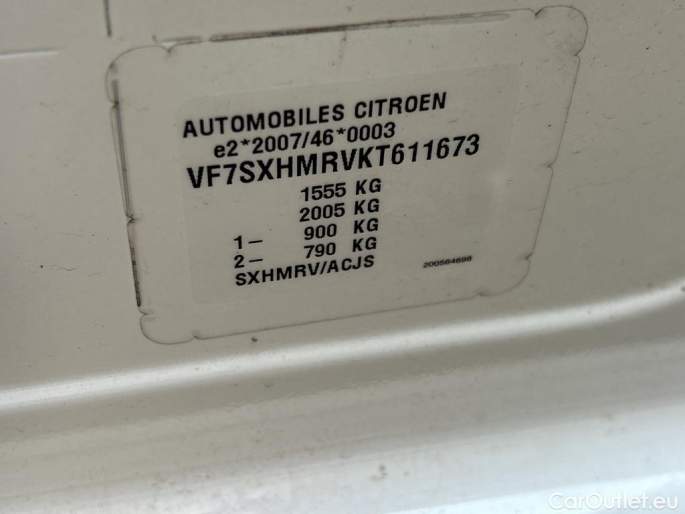 AUTOMOBILES CITROEN
e2*2007/46*0003
VF7SXHMRVKT611673
1555 KG
2005 KG
1– 900 KG
2– 790 KG
SXHMRV/ACJS 200564698
CarOutlet.eu